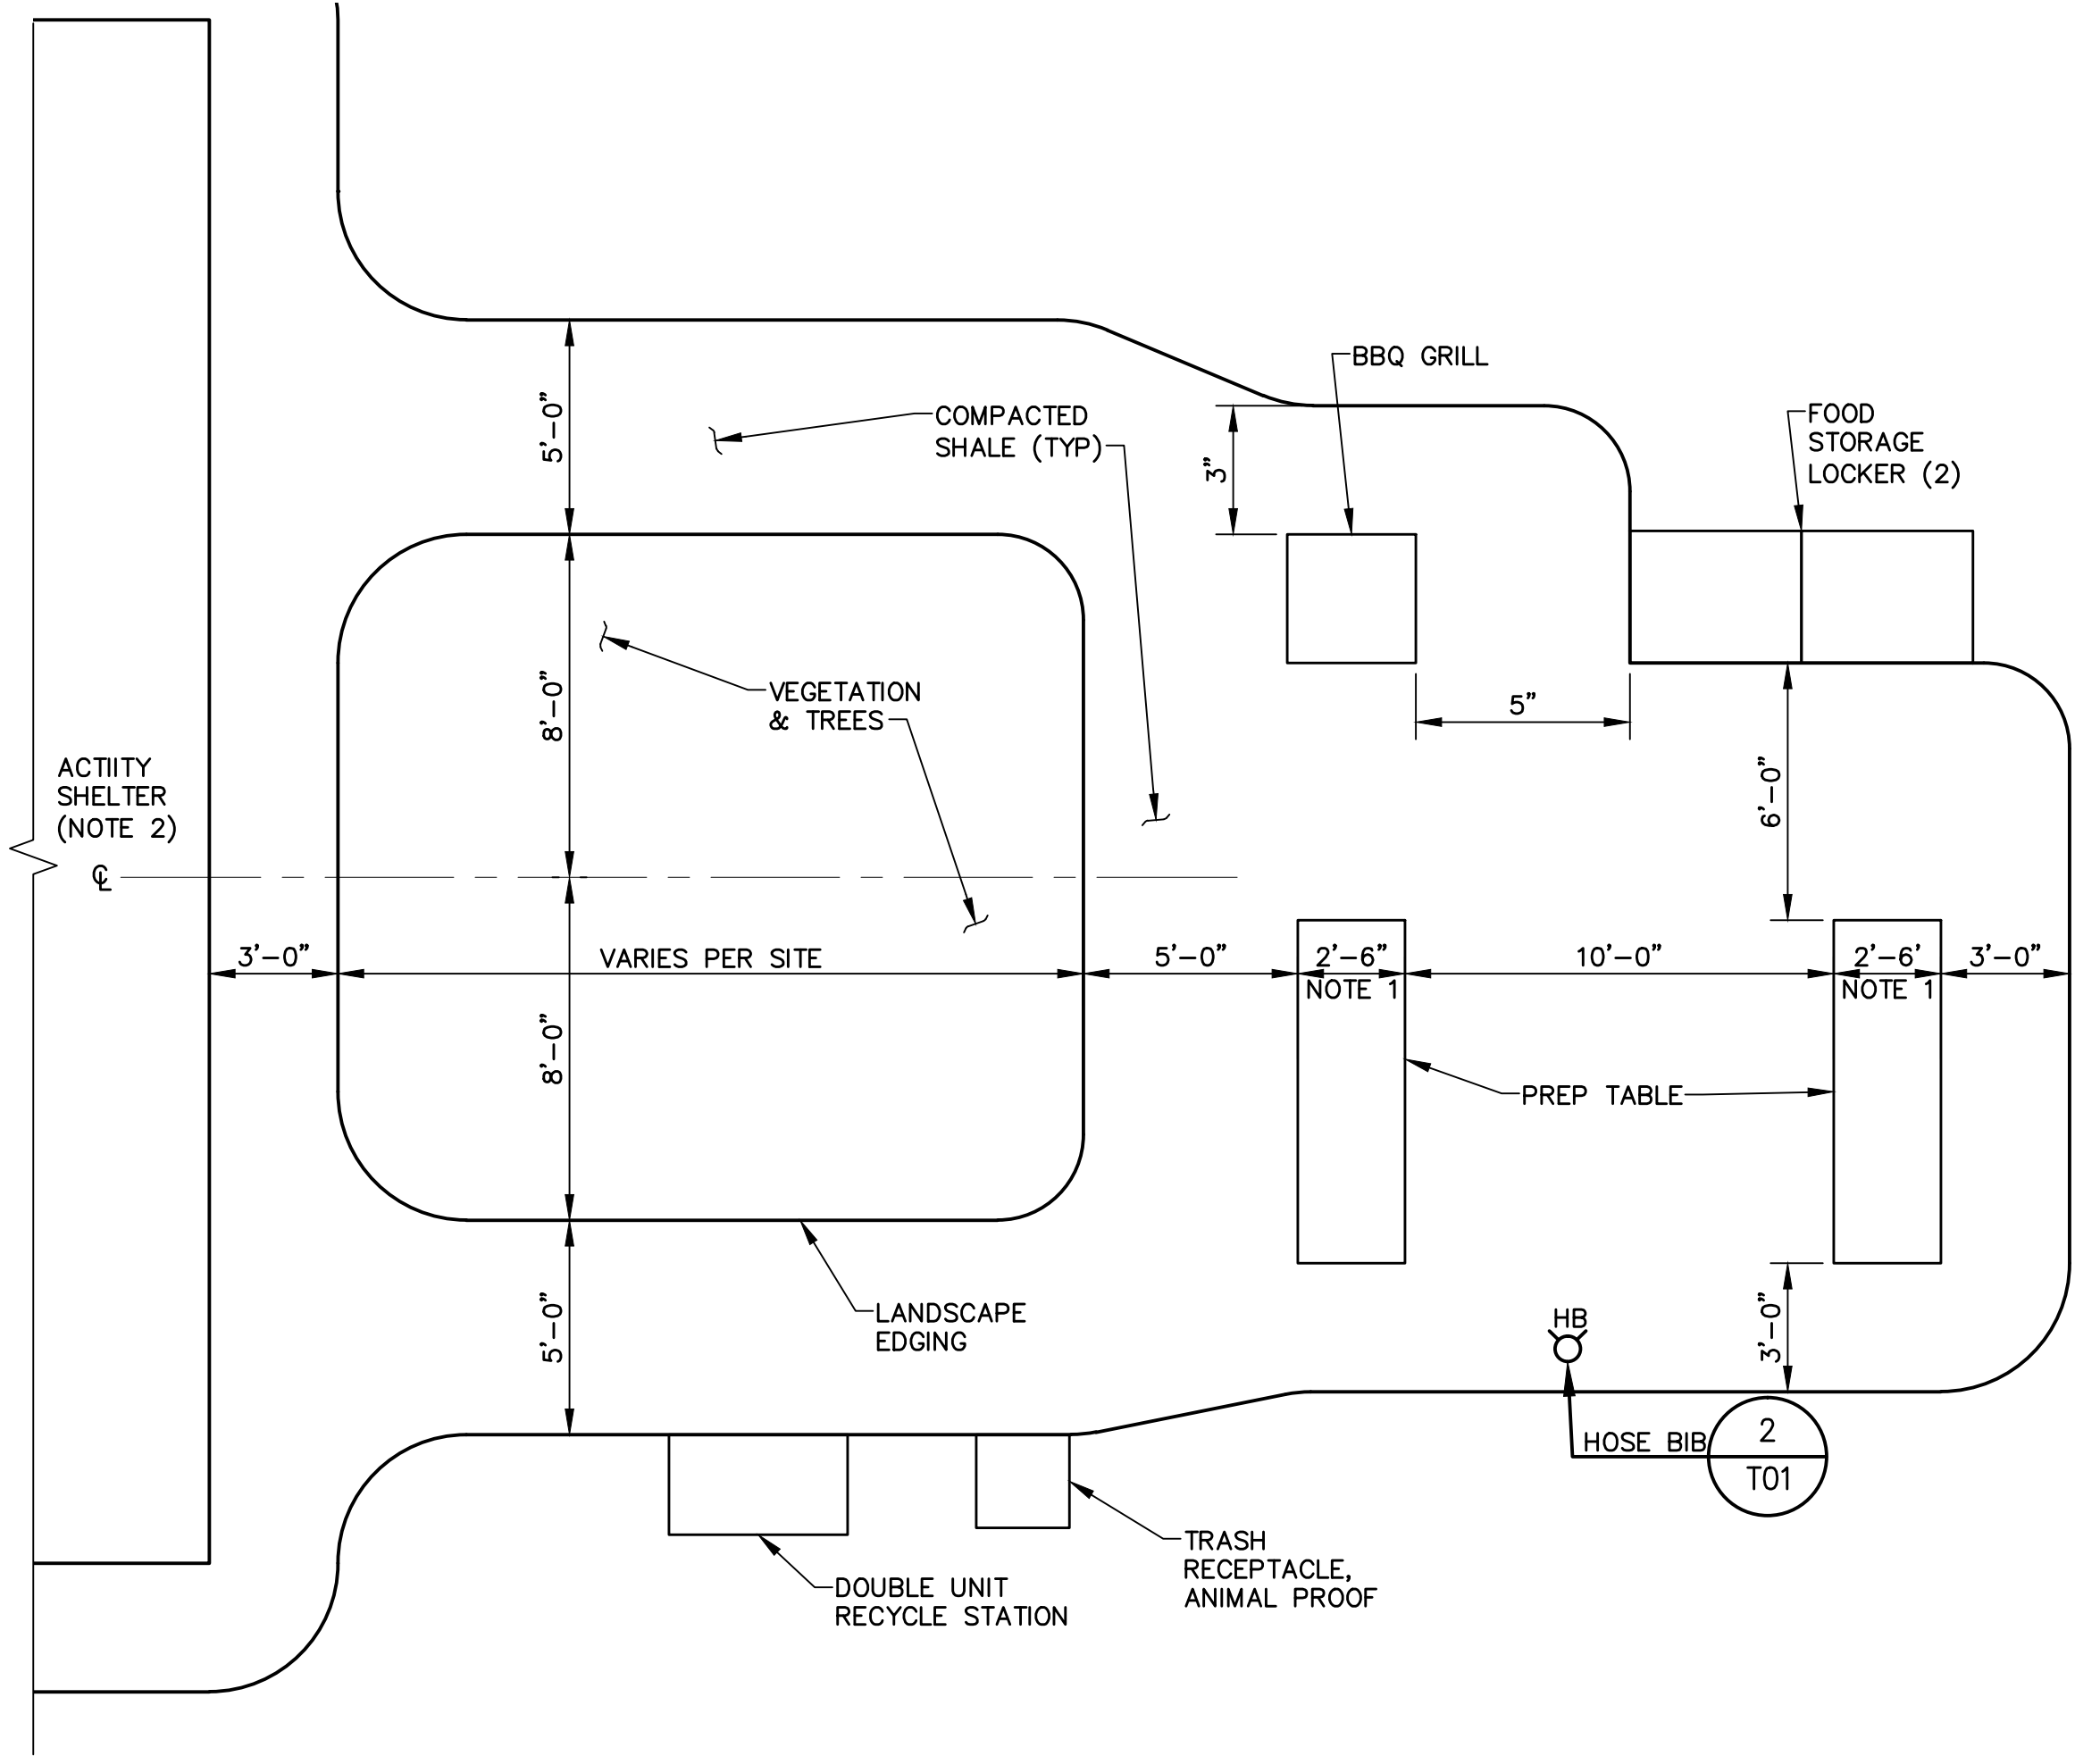 BBQ GRILL
COMPACTED
SHALE (TYP)
FOOD
STORAGE
LOCKER (2)
5'-0"
3"
VEGETATION
& TREES
8'-0"
5"
6'-0"
ACTIITY
SHELTER
(NOTE 2)
℄
3'-0"
VARIES PER SITE
5'-0"
2'-6"
NOTE 1
10'-0"
2'-6'
NOTE 1
3'-0"
8'-0"
PREP TABLE
LANDSCAPE
EDGING
5'-0"
HB
3'-0"
HOSE BIB
2
T01
TRASH
RECEPTACLE,
ANIMAL PROOF
DOUBLE UNIT
RECYCLE STATION